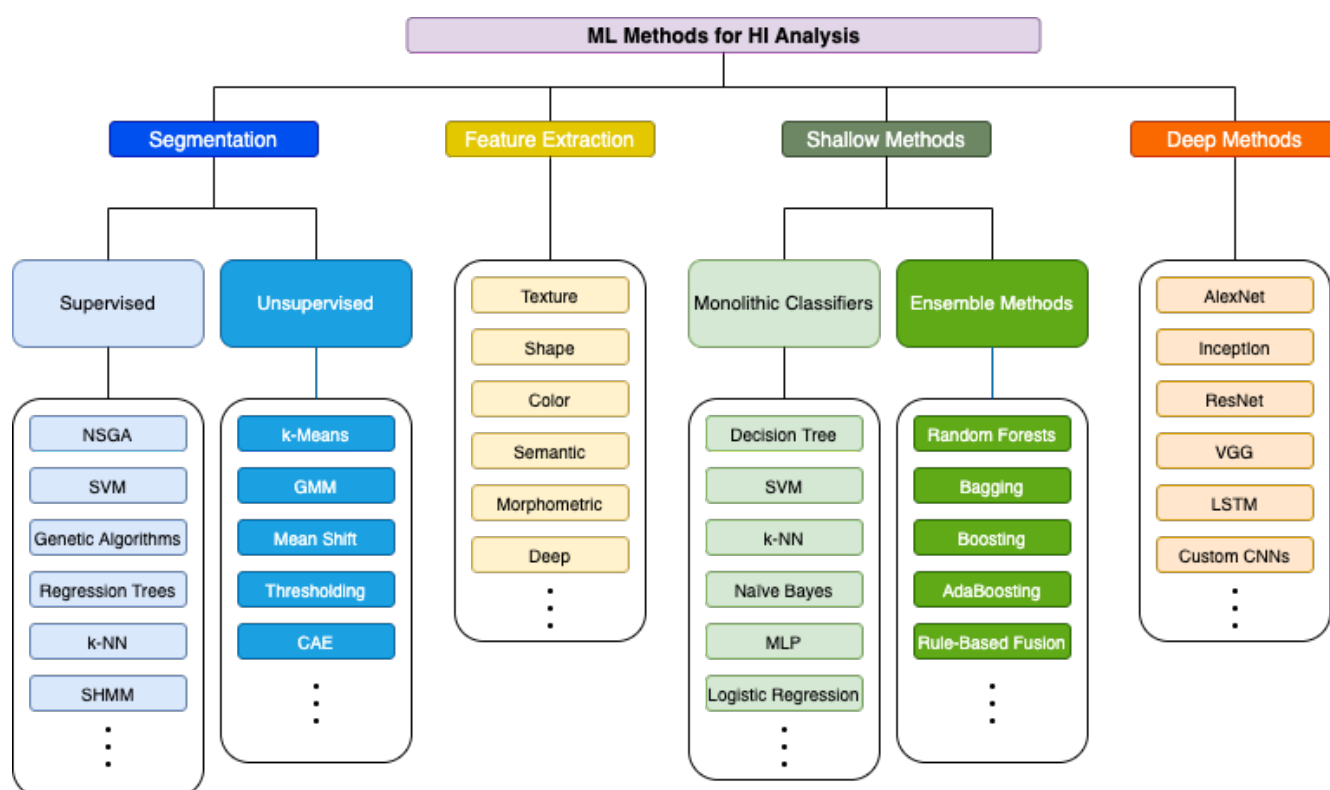 ML Methods for HI Analysis
Segmentation
Feature Extraction
Shallow Methods
Deep Methods
Supervised
Unsupervised
Monolithic Classifiers
Ensemble Methods
NSGA
SVM
Genetic Algorithms
Regression Trees
k-NN
SHMM
k-Means
GMM
Mean Shift
Thresholding
CAE
Texture
Shape
Color
Semantic
Morphometric
Deep
Decision Tree
SVM
k-NN
Naïve Bayes
MLP
Logistic Regression
Random Forests
Bagging
Boosting
AdaBoosting
Rule-Based Fusion
AlexNet
Inception
ResNet
VGG
LSTM
Custom CNNs